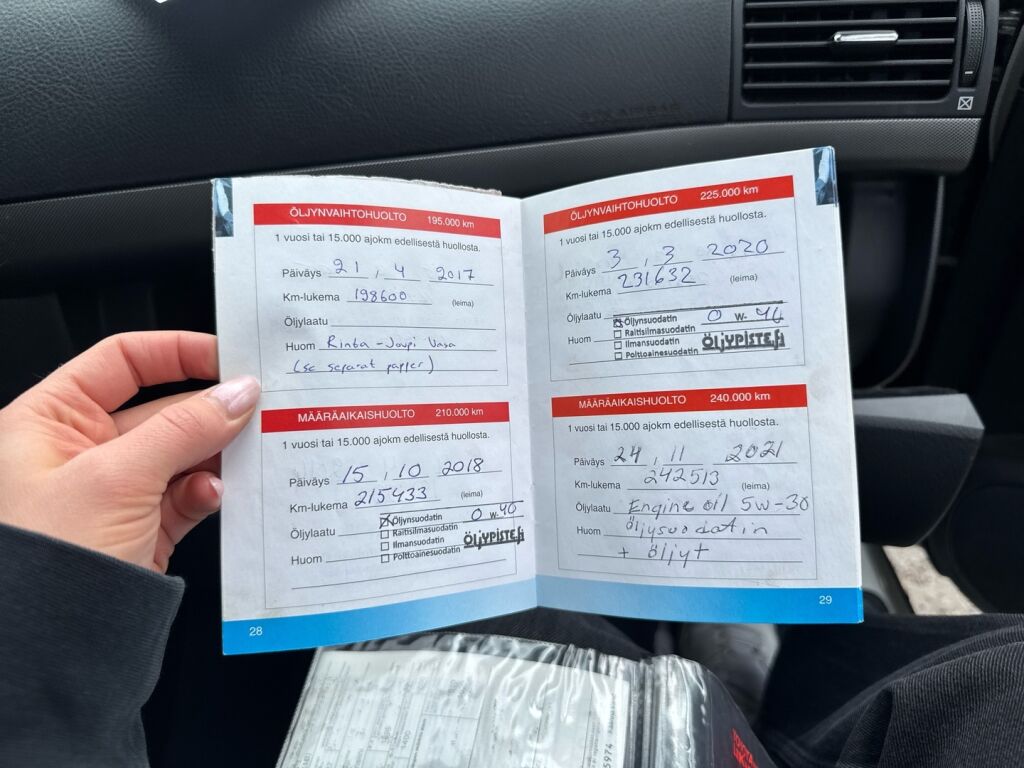 ÖLJYNVAIHTOHUOLTO 195.000 km
1 vuosi tai 15.000 ajokm edellisestä huollosta.
Päiväys 21 , 4 2017
Km-lukema 198600 (leima)
Öljylaatu
Huom Rinta-Joupi Vasa
(se separat papper)
MÄÄRÄAIKAISHUOLTO 210.000 km
1 vuosi tai 15.000 ajokm edellisestä huollosta.
Päiväys 15 , 10 2018
Km-lukema 215433 (leima)
Öljylaatu
Öljynsuodatin 0 W- 40
Raitisilmasuodatin
Ilmansuodatin
Polttoainesuodatin
ÖLJYPISTE.fi
Huom
28
ÖLJYNVAIHTOHUOLTO 225.000 km
1 vuosi tai 15.000 ajokm edellisestä huollosta.
Päiväys 3 , 3 2020
Km-lukema 231632 (leima)
Öljylaatu
Öljynsuodatin 0 W- 40
Raitisilmasuodatin
Ilmansuodatin
Polttoainesuodatin
ÖLJYPISTE.fi
Huom
MÄÄRÄAIKAISHUOLTO 240.000 km
1 vuosi tai 15.000 ajokm edellisestä huollosta.
Päiväys 24 , 11 2021
Km-lukema 242513 (leima)
Öljylaatu Engine oil 5w-30
Huom öljysuodatin
+ öljyt
29